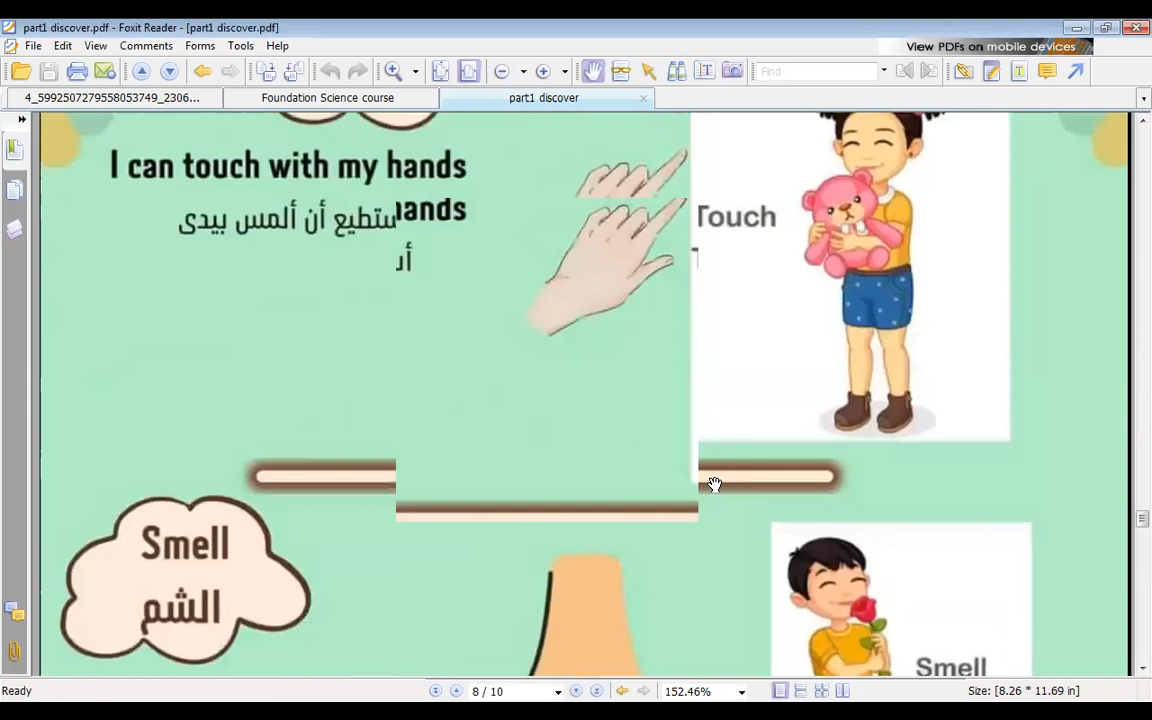 part1 discover.pdf - Foxit Reader - [part1 discover.pdf]
File Edit View Comments Forms Tools Help
View PDFs on mobile devices
Find
4_5992507279558053749_2306...
Foundation Science course
part1 discover
I can touch with my hands
hands
ستطيع أن ألمس بيدى
Touch
Smell
الشم
Smell
Ready
8 / 10
152.46%
Size: [8.26 * 11.69 in]